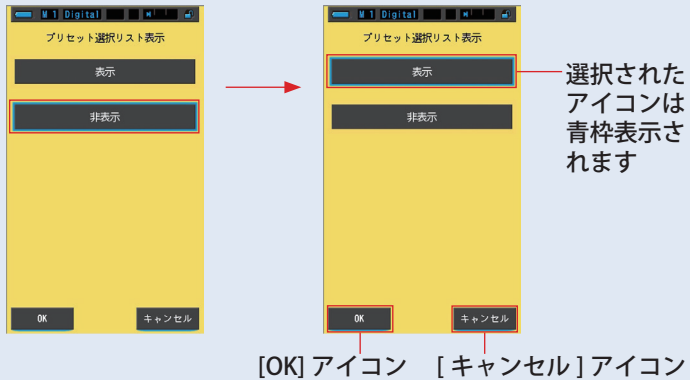 M 1 Digital
プリセット選択リスト表示
表示
非表示
OK
キャンセル
M 1 Digital
プリセット選択リスト表示
表示
非表示
OK
キャンセル
選択された
アイコンは
青枠表示さ
れます
[OK] アイコン
[ キャンセル ] アイコン